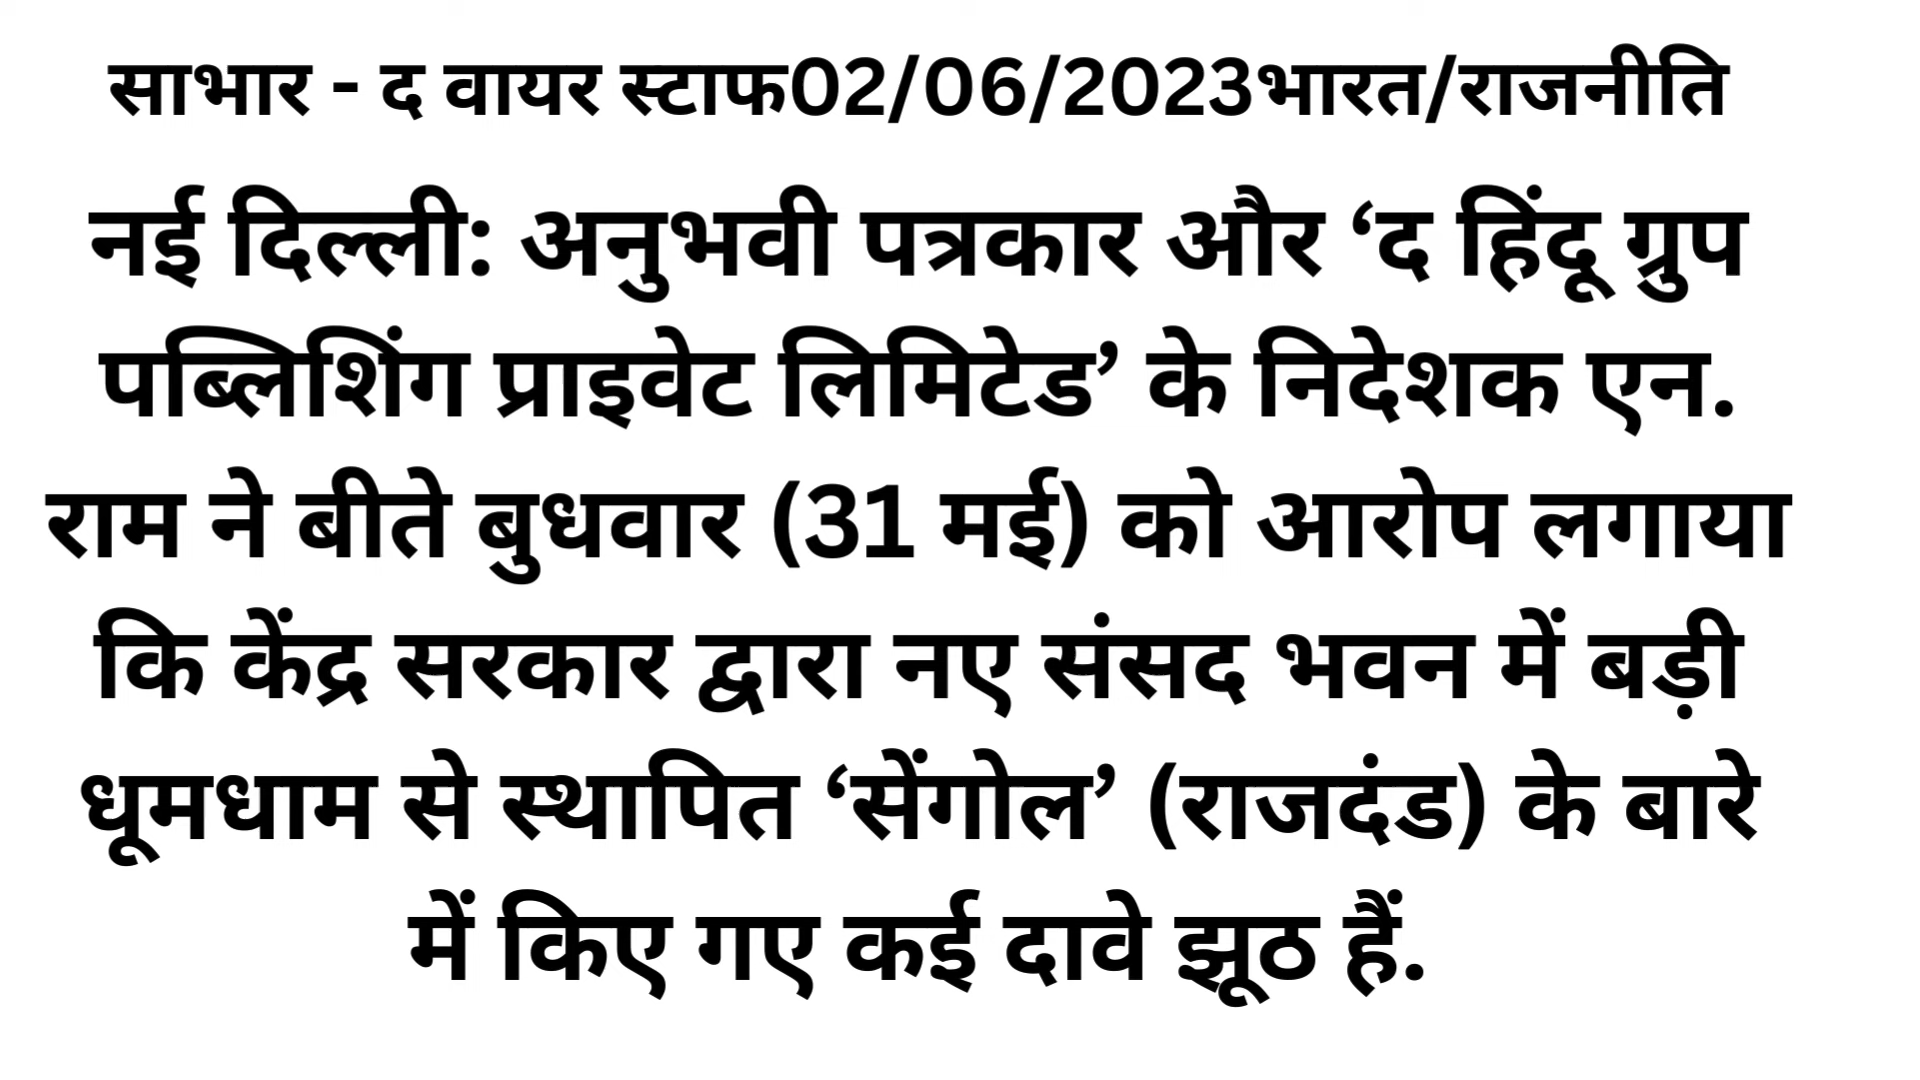 साभार - द वायर स्टाफ02/06/2023भारत/राजनीति
नई दिल्ली: अनुभवी पत्रकार और ‘द हिंदू ग्रुप
पब्लिशिंग प्राइवेट लिमिटेड’ के निदेशक एन.
राम ने बीते बुधवार (31 मई) को आरोप लगाया
कि केंद्र सरकार द्वारा नए संसद भवन में बड़ी
धूमधाम से स्थापित ‘सेंगोल’ (राजदंड) के बारे
में किए गए कई दावे झूठ हैं.